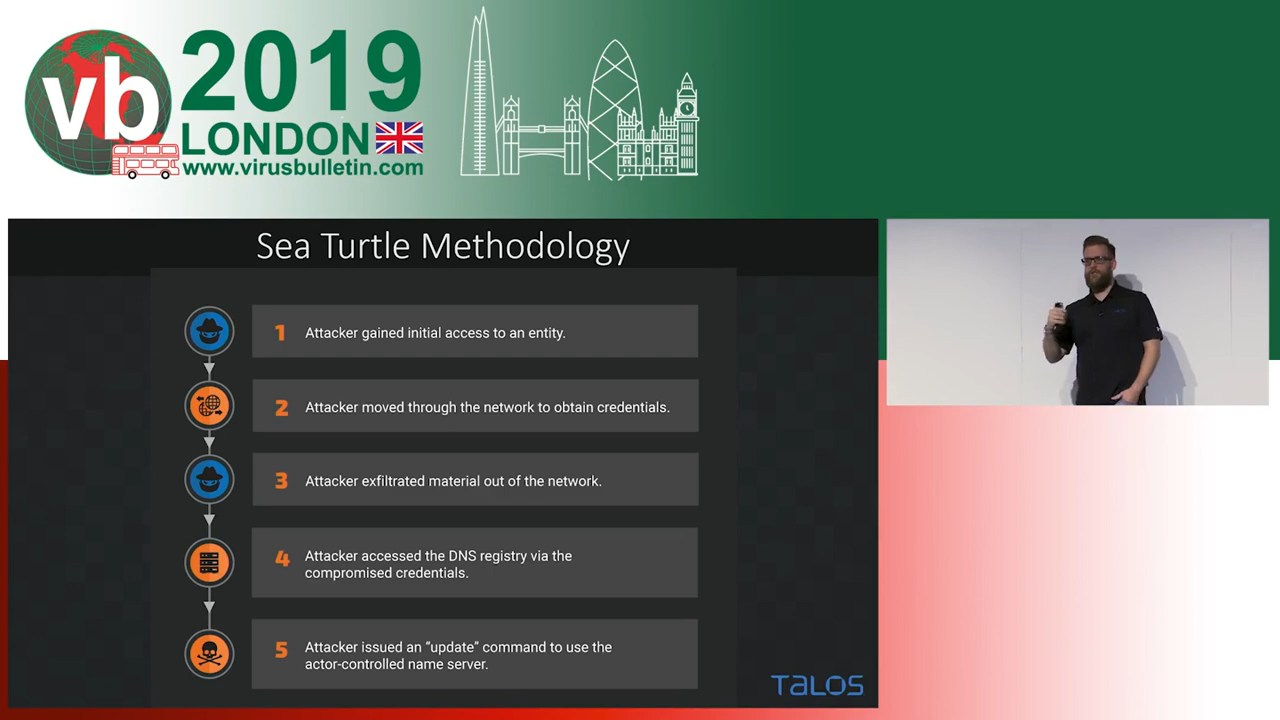 vb
2019
LONDON
www.virusbulletin.com
Sea Turtle Methodology
1 Attacker gained initial access to an entity.
2 Attacker moved through the network to obtain credentials.
3 Attacker exfiltrated material out of the network.
4 Attacker accessed the DNS registry via the
compromised credentials.
5 Attacker issued an “update” command to use the
actor-controlled name server.
TALOS